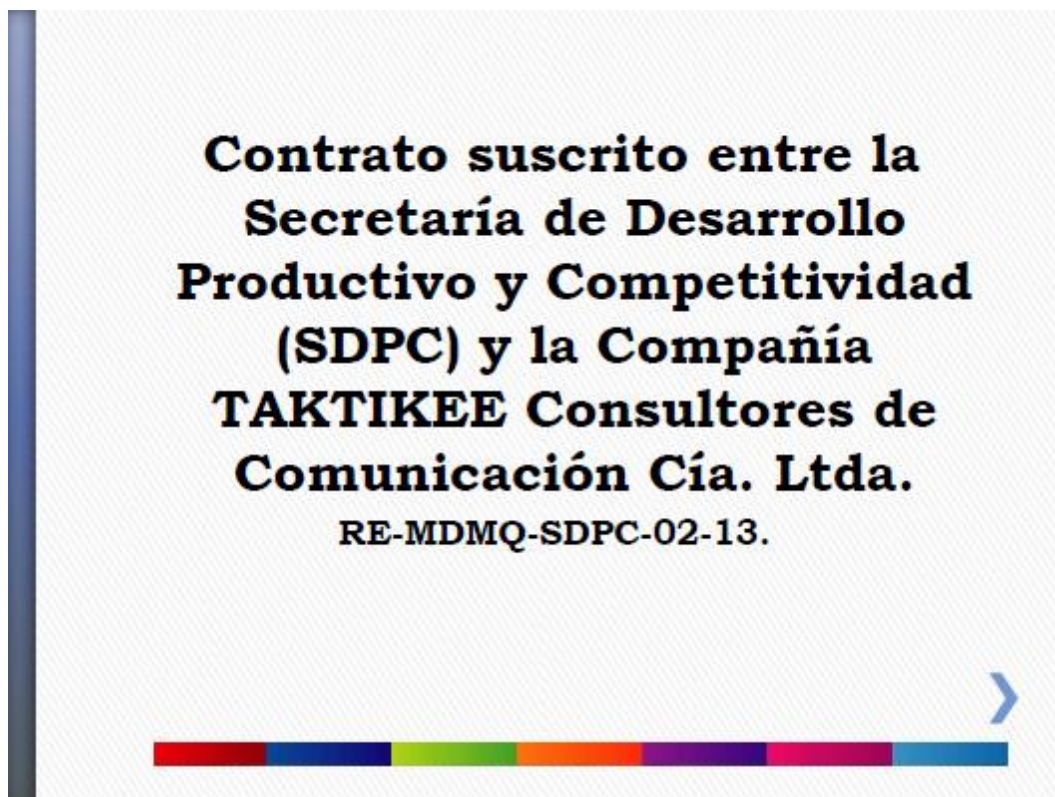 Contrato suscrito entre la
Secretaría de Desarrollo
Productivo y Competitividad
(SDPC) y la Compañía
TAKTIKEE Consultores de
Comunicación Cía. Ltda.
RE-MDMQ-SDPC-02-13.